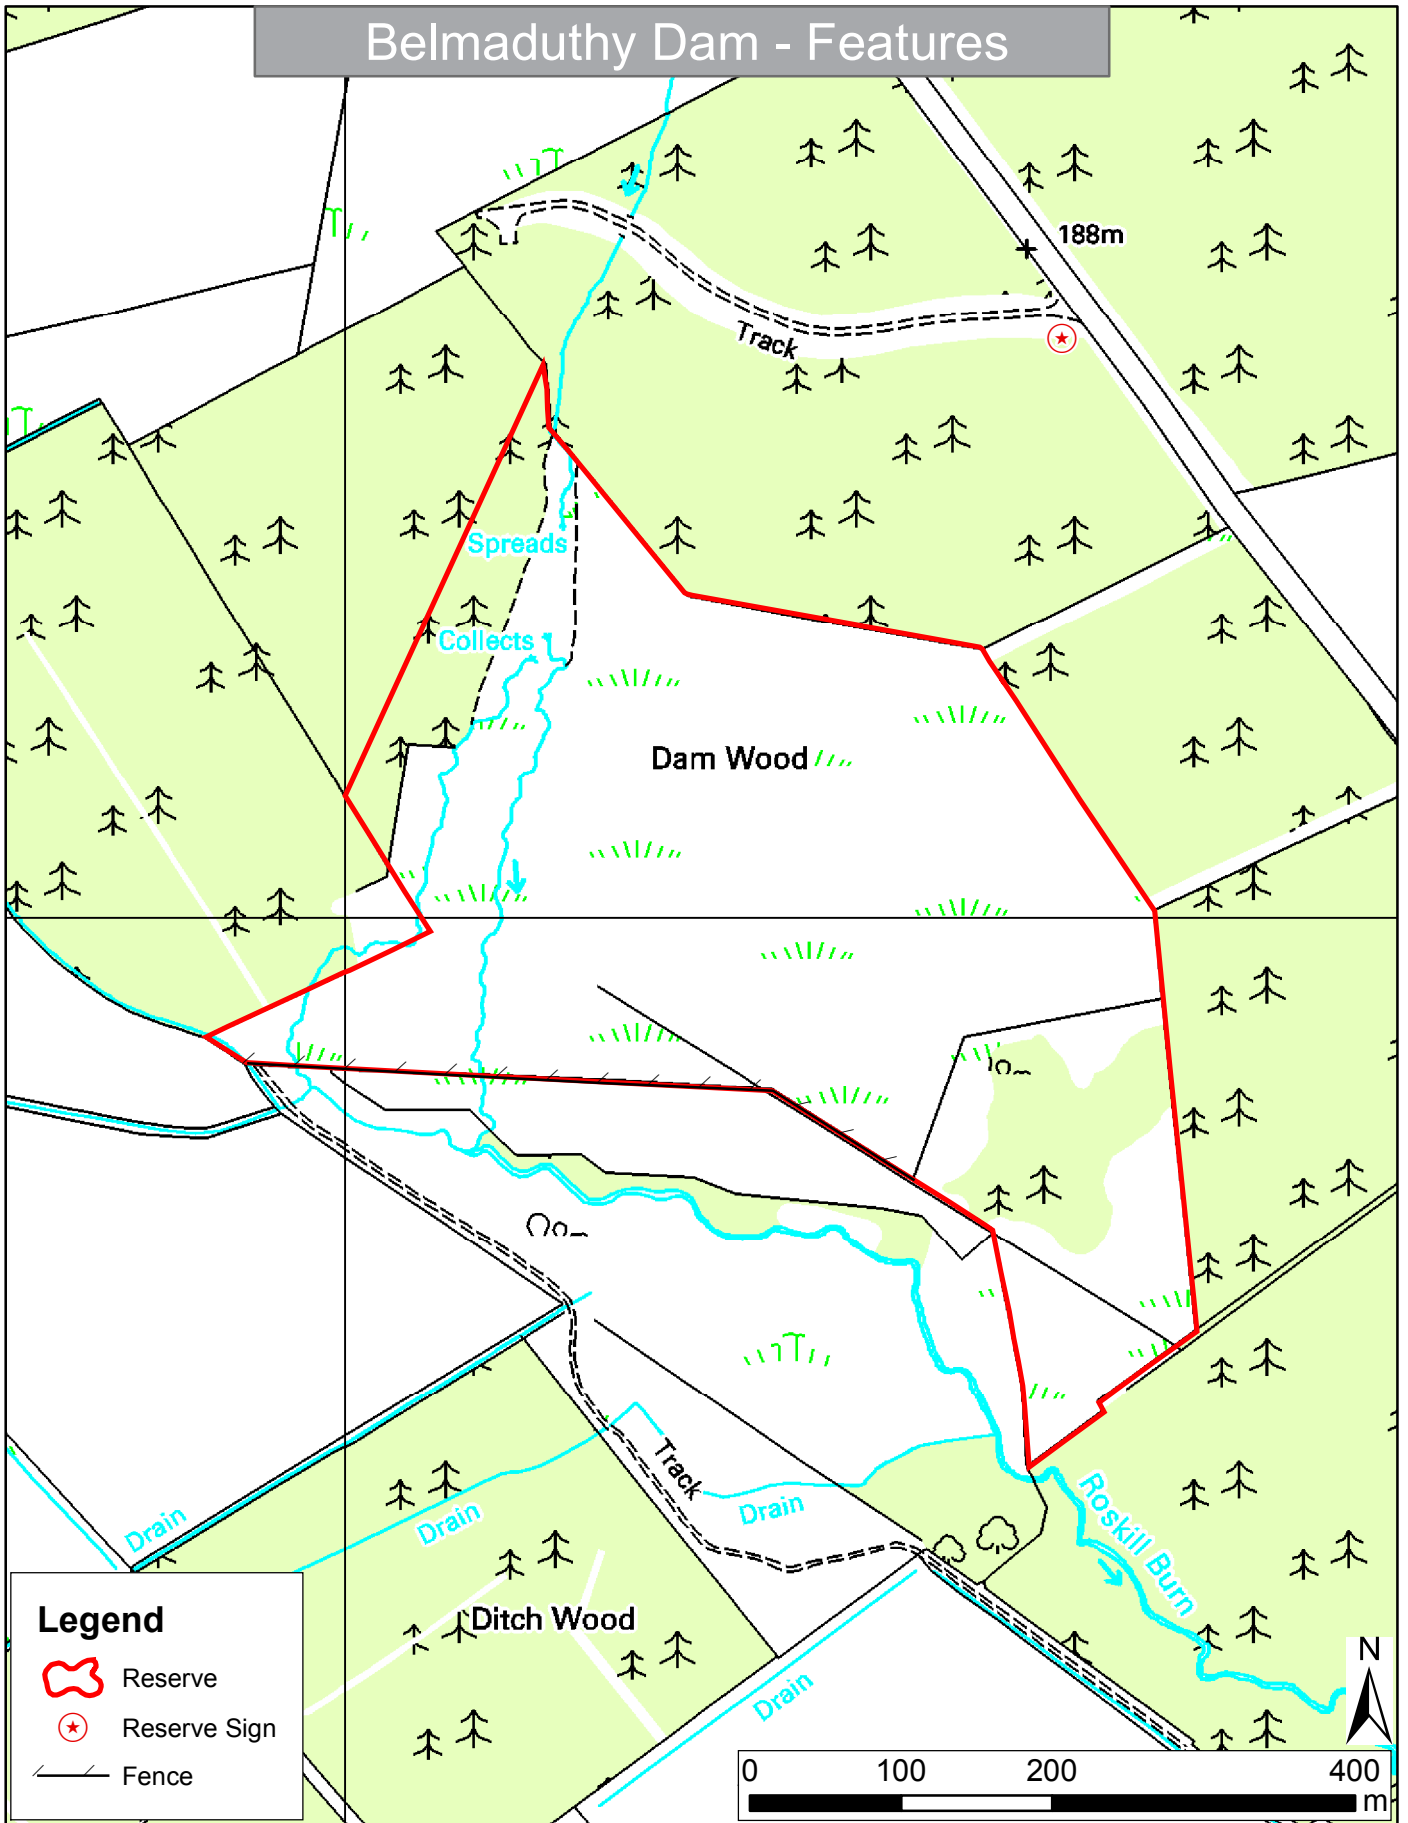 Belmaduthy Dam - Features
188m
Track
Spreads
Collects
Dam Wood
Track
Drain
Drain
Drain
Roskill Burn
Ditch Wood
Drain
Legend
Reserve
Reserve Sign
Fence
N
0 100 200 400
m